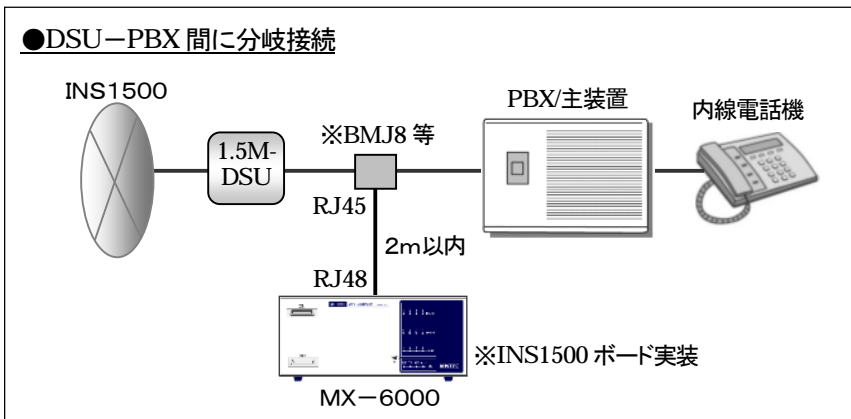 ●DSU－PBX 間に分岐接続
INS1500
PBX/主装置
内線電話機
※BMJ8 等
1.5M-
DSU
RJ45
2m以内
RJ48
※INS1500 ボード実装
MX－6000